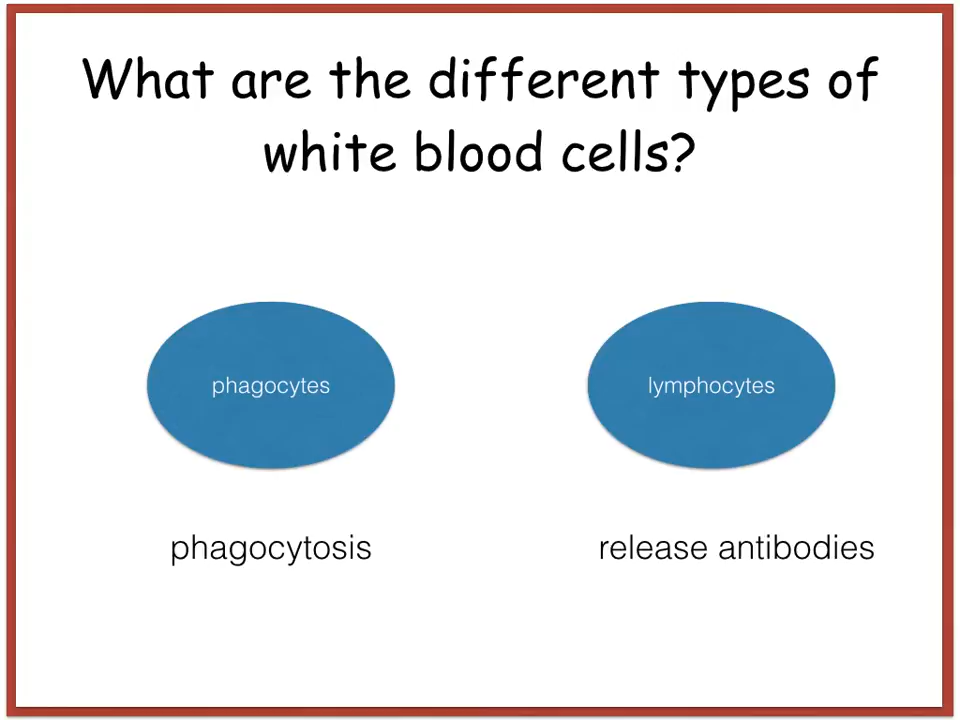 What are the different types of
white blood cells?
phagocytes
lymphocytes
phagocytosis
release antibodies